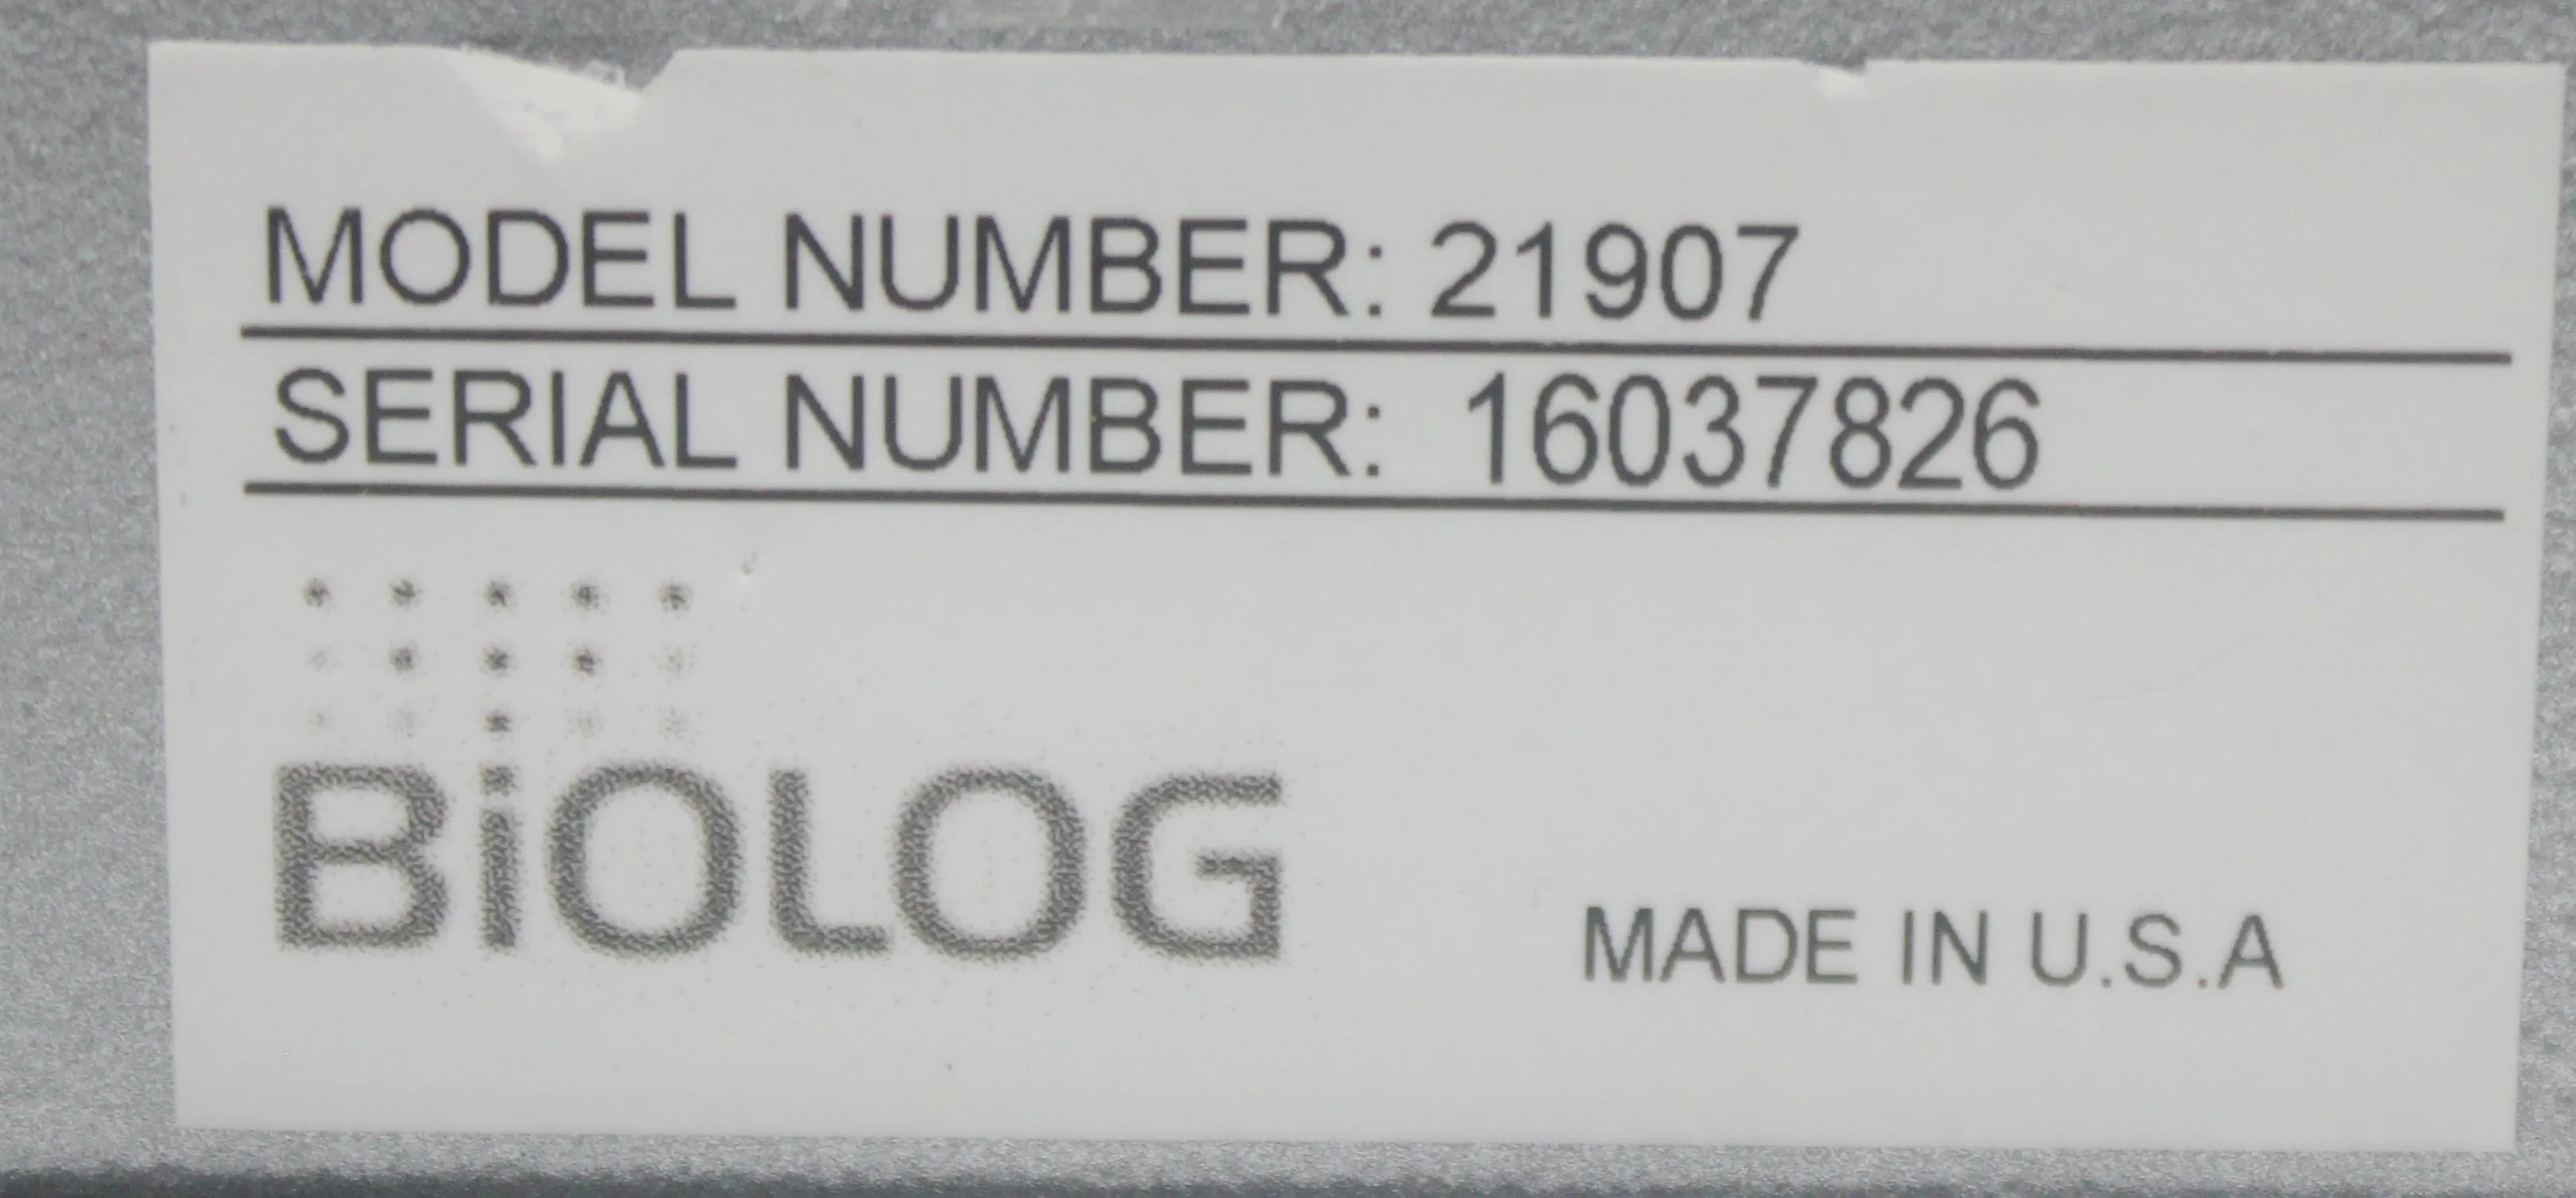 MODEL NUMBER: 21907
SERIAL NUMBER: 16037826
BiOLOG
MADE IN U.S.A